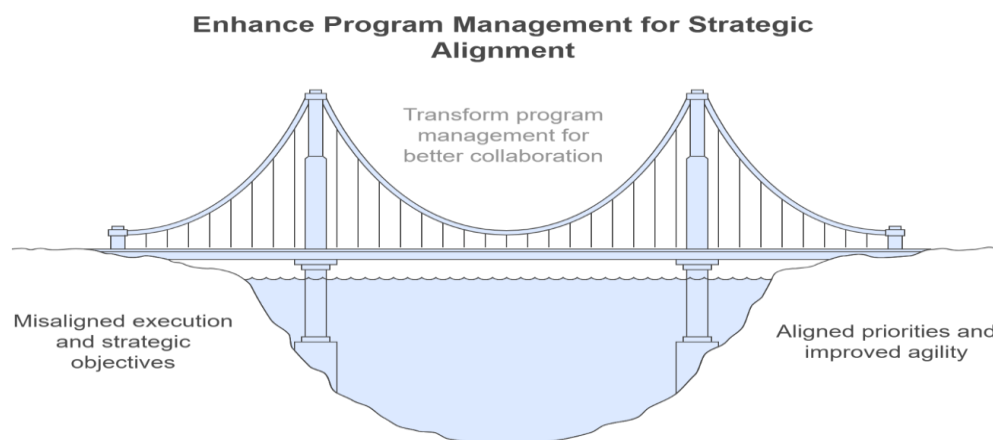 Enhance Program Management for Strategic
Alignment
Transform program
management for
better collaboration
Misaligned execution
and strategic
objectives
Aligned priorities and
improved agility